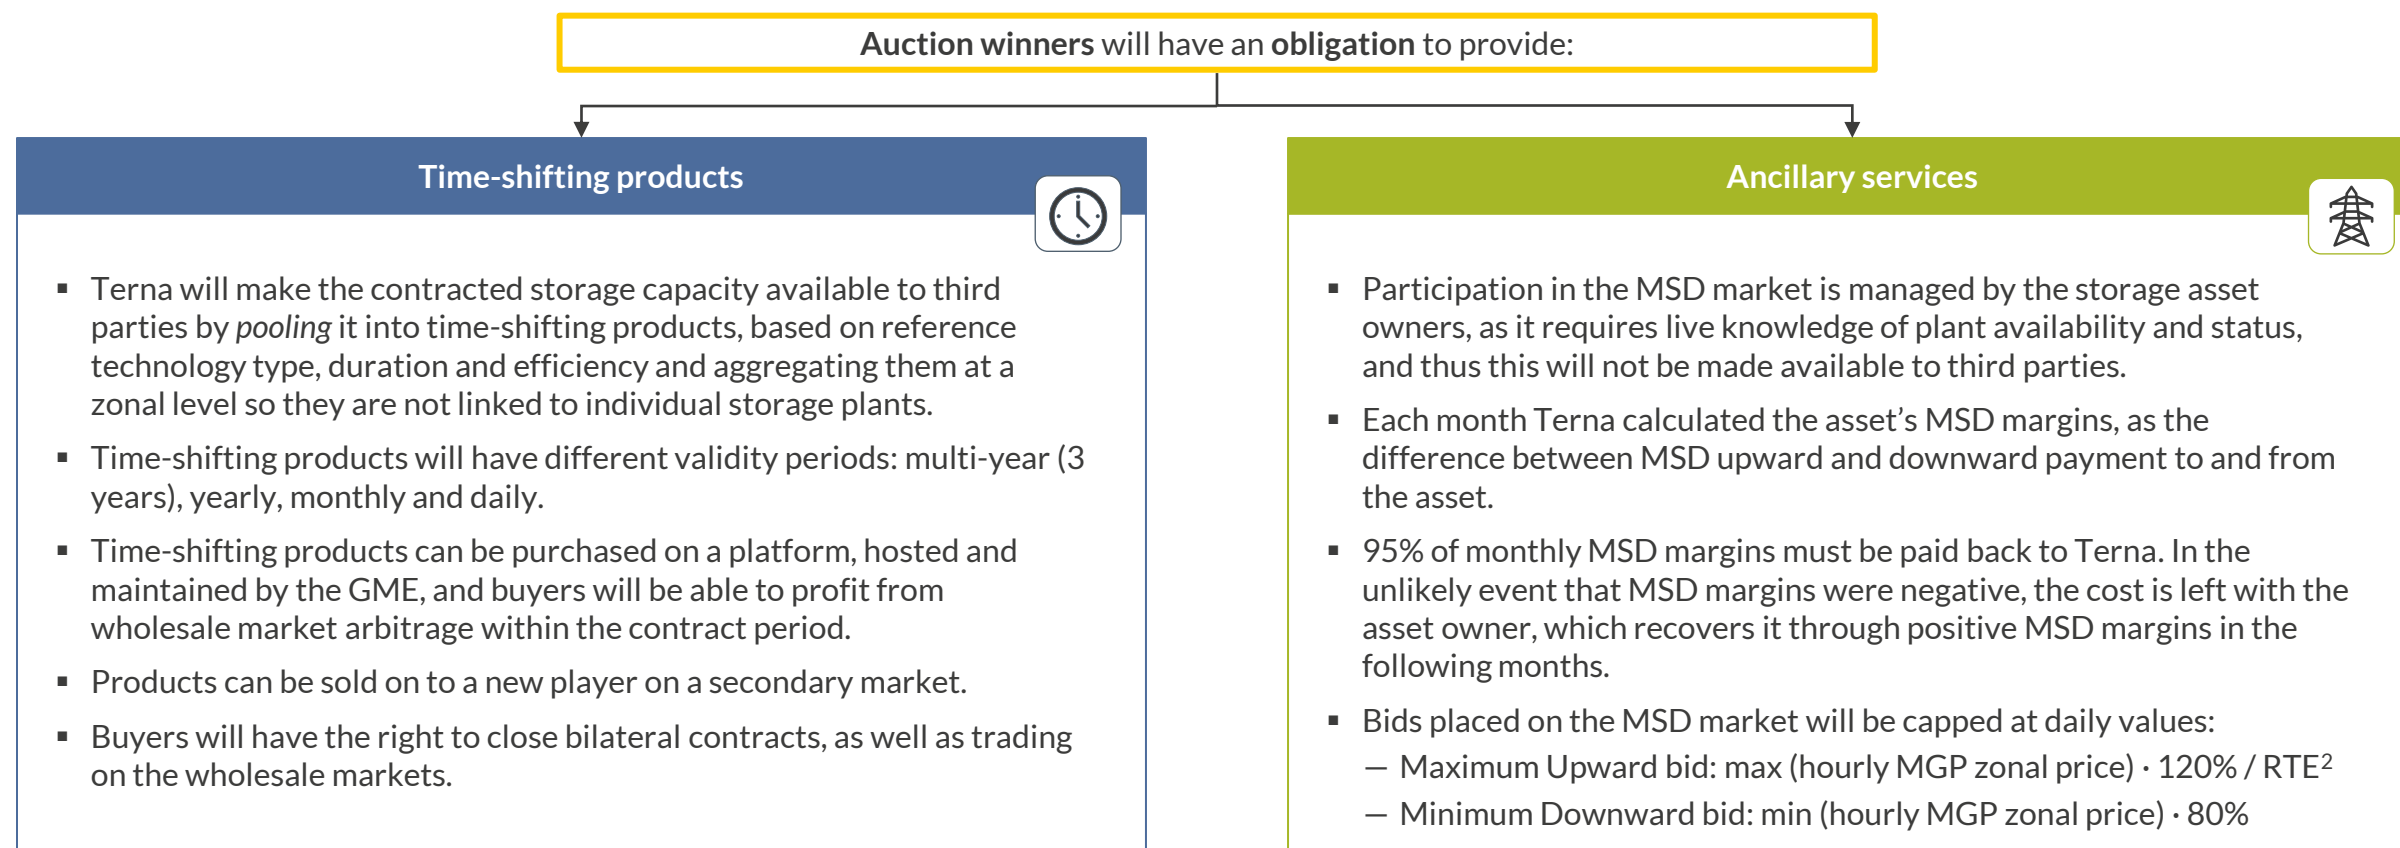 Auction winners will have an obligation to provide:
Time-shifting products
▪ Terna will make the contracted storage capacity available to third
parties by pooling it into time-shifting products, based on reference
technology type, duration and efficiency and aggregating them at a
zonal level so they are not linked to individual storage plants.
▪ Time-shifting products will have different validity periods: multi-year (3
years), yearly, monthly and daily.
▪ Time-shifting products can be purchased on a platform, hosted and
maintained by the GME, and buyers will be able to profit from
wholesale market arbitrage within the contract period.
▪ Products can be sold on to a new player on a secondary market.
▪ Buyers will have the right to close bilateral contracts, as well as trading
on the wholesale markets.
Ancillary services
▪ Participation in the MSD market is managed by the storage asset
owners, as it requires live knowledge of plant availability and status,
and thus this will not be made available to third parties.
▪ Each month Terna calculated the asset’s MSD margins, as the
difference between MSD upward and downward payment to and from
the asset.
▪ 95% of monthly MSD margins must be paid back to Terna. In the
unlikely event that MSD margins were negative, the cost is left with the
asset owner, which recovers it through positive MSD margins in the
following months.
▪ Bids placed on the MSD market will be capped at daily values:
— Maximum Upward bid: max (hourly MGP zonal price) · 120% / RTE²
— Minimum Downward bid: min (hourly MGP zonal price) · 80%